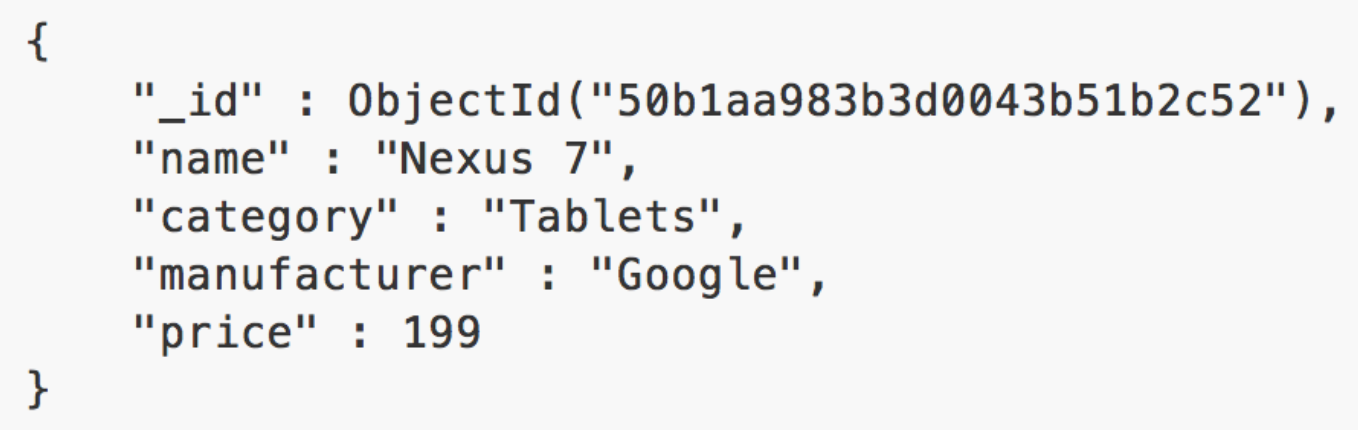 {
    "_id" : ObjectId("50b1aa983b3d0043b51b2c52"),
    "name" : "Nexus 7",
    "category" : "Tablets",
    "manufacturer" : "Google",
    "price" : 199
}